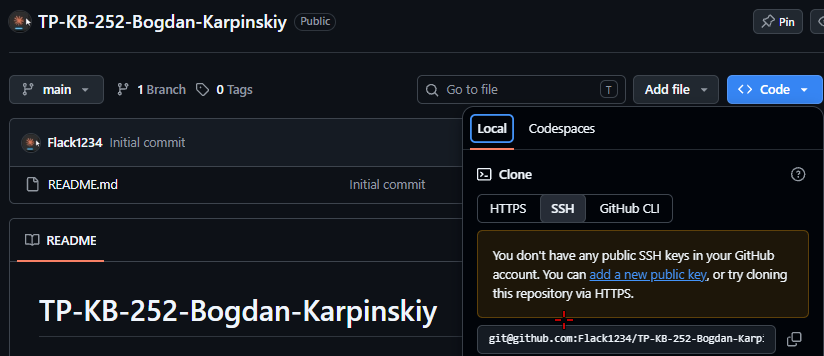 TP-KB-252-Bogdan-Karpinskiy Public Pin
main 1 Branch 0 Tags Go to file T Add file Code
Local Codespaces
Flack1234 Initial commit
README.md Initial commit
Clone
HTTPS SSH GitHub CLI
README
You don't have any public SSH keys in your GitHub
account. You can add a new public key, or try cloning
this repository via HTTPS.
TP-KB-252-Bogdan-Karpinskiy
git@github.com:Flack1234/TP-KB-252-Bogdan-Karpi